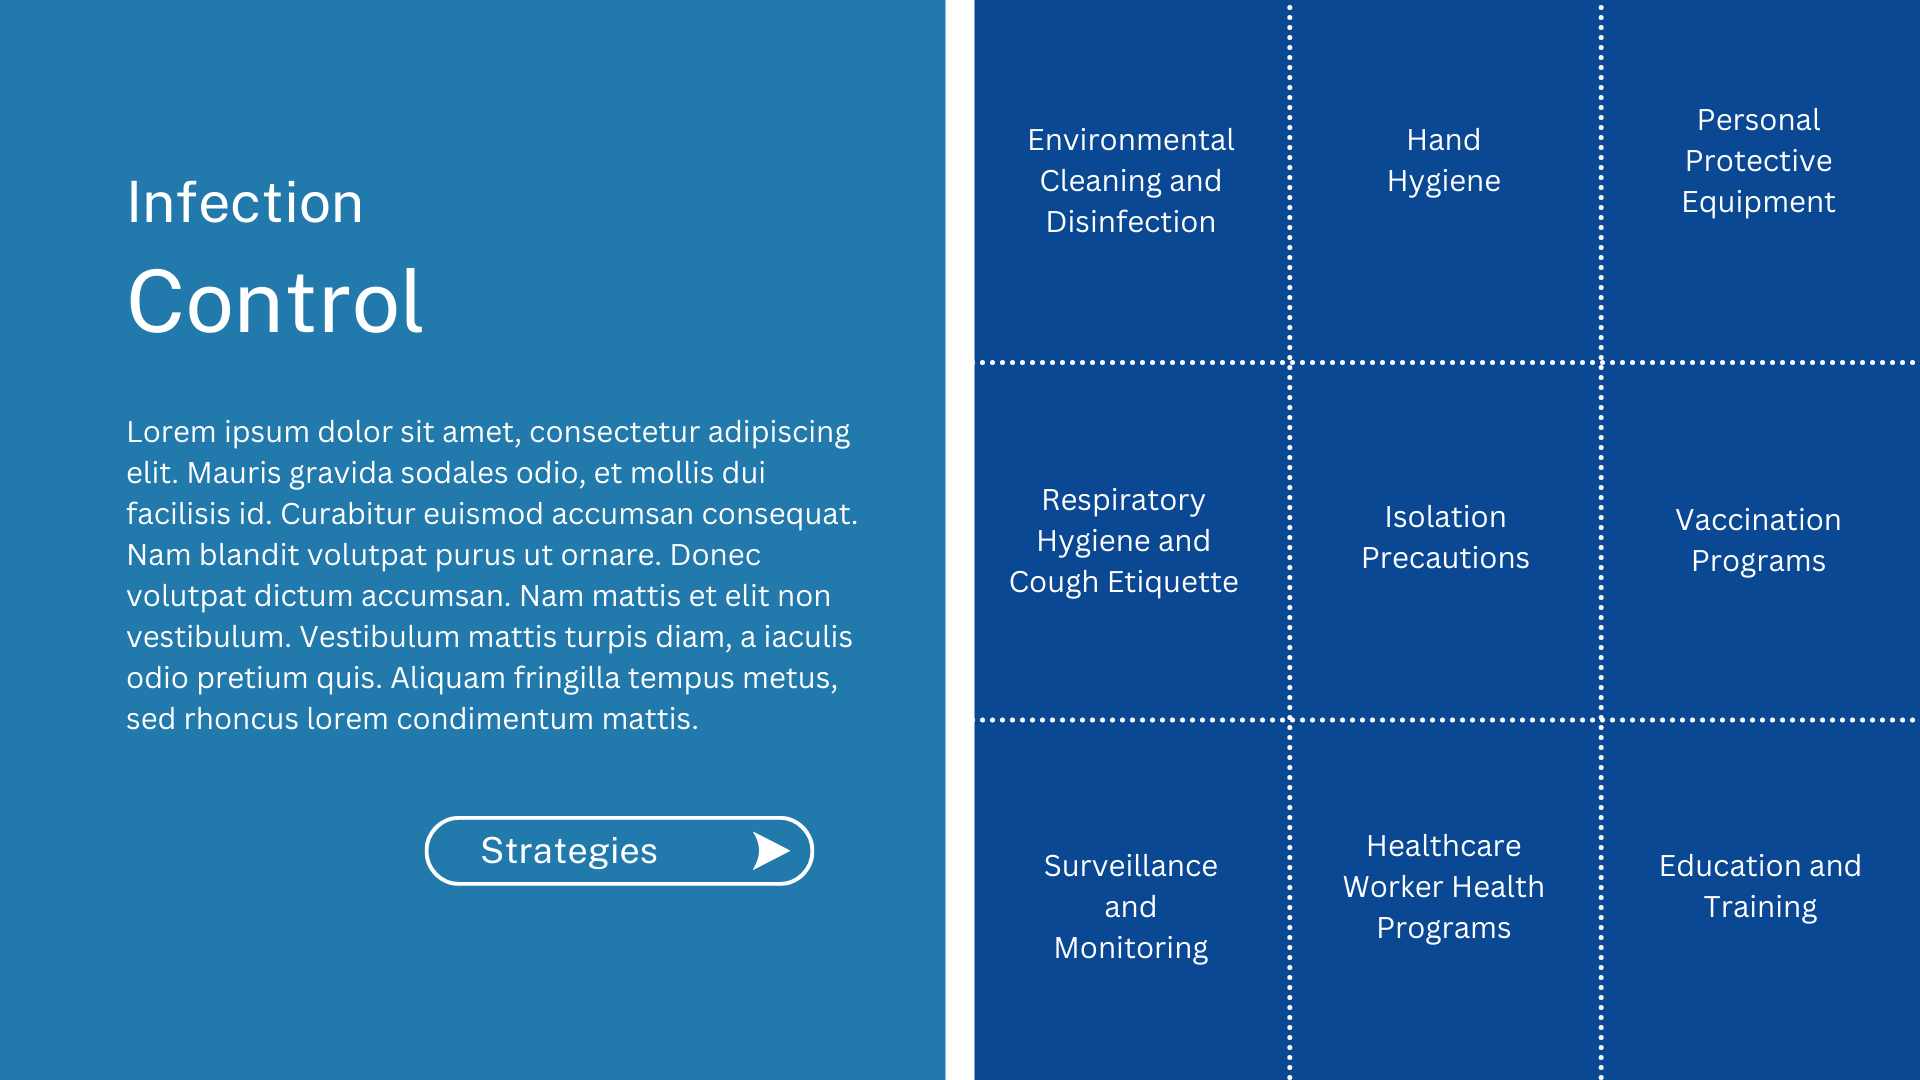 Infection
Control
Lorem ipsum dolor sit amet, consectetur adipiscing
elit. Mauris gravida sodales odio, et mollis dui
facilisis id. Curabitur euismod accumsan consequat.
Nam blandit volutpat purus ut ornare. Donec
volutpat dictum accumsan. Nam mattis et elit non
vestibulum. Vestibulum mattis turpis diam, a iaculis
odio pretium quis. Aliquam fringilla tempus metus,
sed rhoncus lorem condimentum mattis.
Strategies
Environmental
Cleaning and
Disinfection
Hand
Hygiene
Personal
Protective
Equipment
Respiratory
Hygiene and
Cough Etiquette
Isolation
Precautions
Vaccination
Programs
Surveillance
and
Monitoring
Healthcare
Worker Health
Programs
Education and
Training